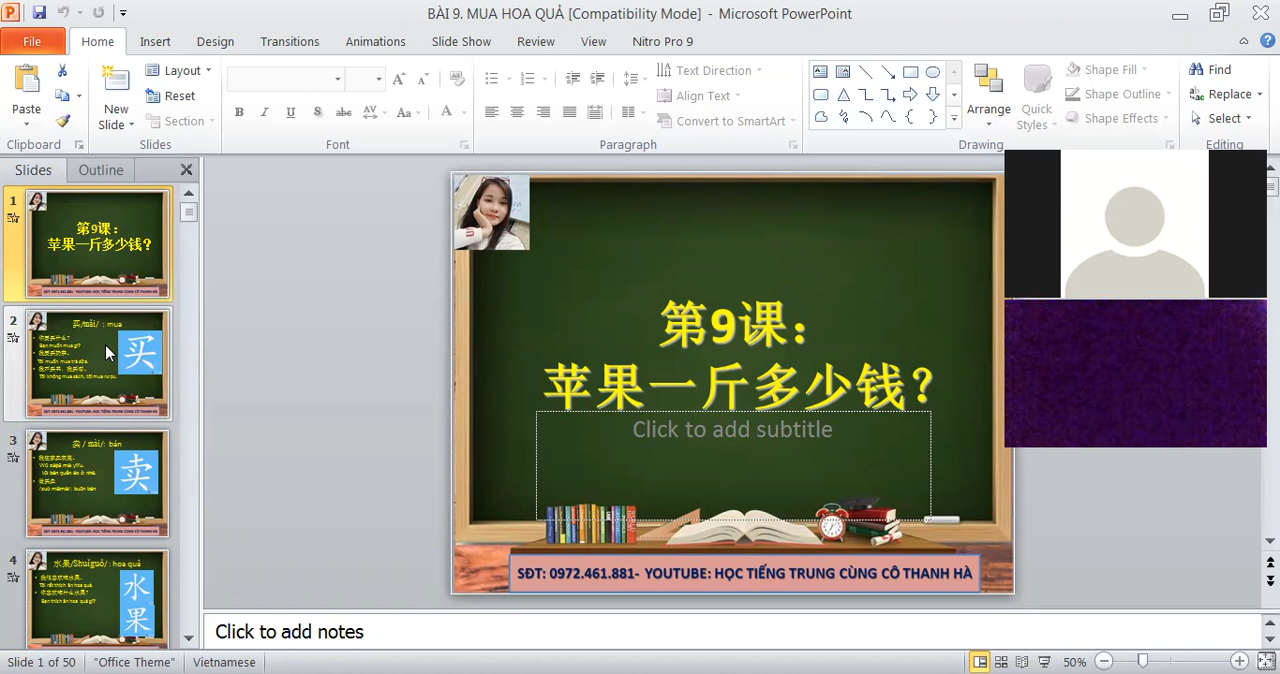 BÀI 9. MUA HOA QUẢ [Compatibility Mode] - Microsoft PowerPoint
File Home Insert Design Transitions Animations Slide Show Review View Nitro Pro 9
Paste
Clipboard
New
Slide
Layout
Reset
Section
Slides
Font
Text Direction
Align Text
Convert to SmartArt
Paragraph
Arrange
Quick
Styles
Shape Fill
Shape Outline
Shape Effects
Drawing
Find
Replace
Select
Editing
Slides Outline
1
第9课:
苹果一斤多少钱?
2
买/mǎi/ : mua
买
3
卖 / mài/: bán
卖
4
水果/Shuǐguǒ/: hoa quả
水
果
第9课:
苹果一斤多少钱?
Click to add subtitle
SĐT: 0972.461.881- YOUTUBE: HỌC TIẾNG TRUNG CÙNG CÔ THANH HÀ
Click to add notes
Slide 1 of 50 "Office Theme" Vietnamese 50%